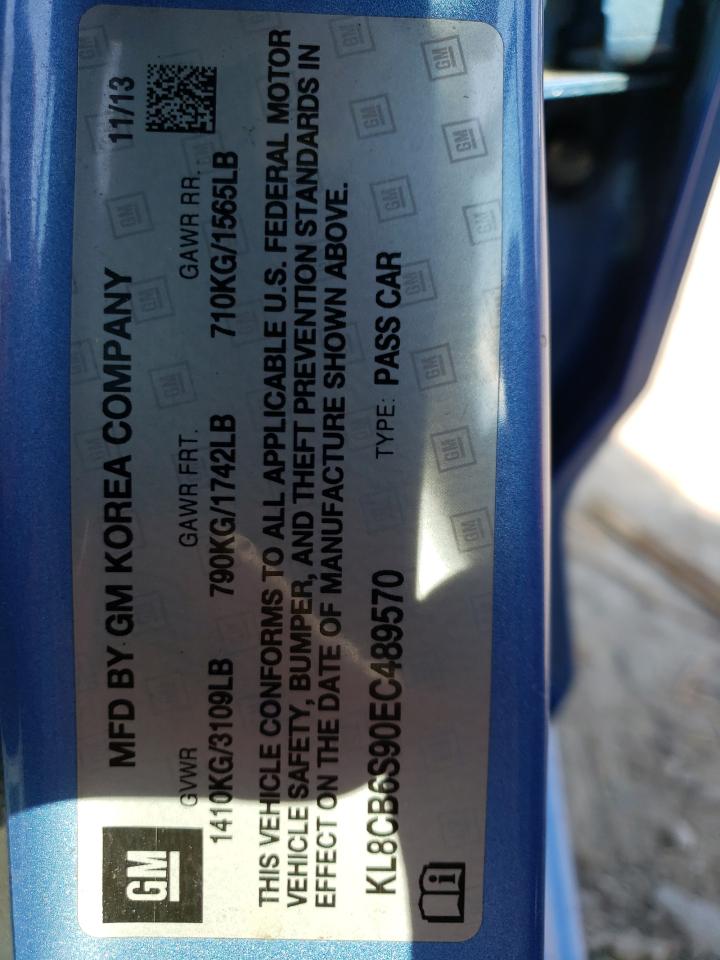 GM
MFD BY GM KOREA COMPANY 11/13
GVWR GAWR FRT. GAWR RR.
1410KG/3109LB 790KG/1742LB 710KG/1565LB
THIS VEHICLE CONFORMS TO ALL APPLICABLE U.S. FEDERAL MOTOR
VEHICLE SAFETY, BUMPER, AND THEFT PREVENTION STANDARDS IN
EFFECT ON THE DATE OF MANUFACTURE SHOWN ABOVE.
KL8CB6S90EC489570 TYPE: PASS CAR